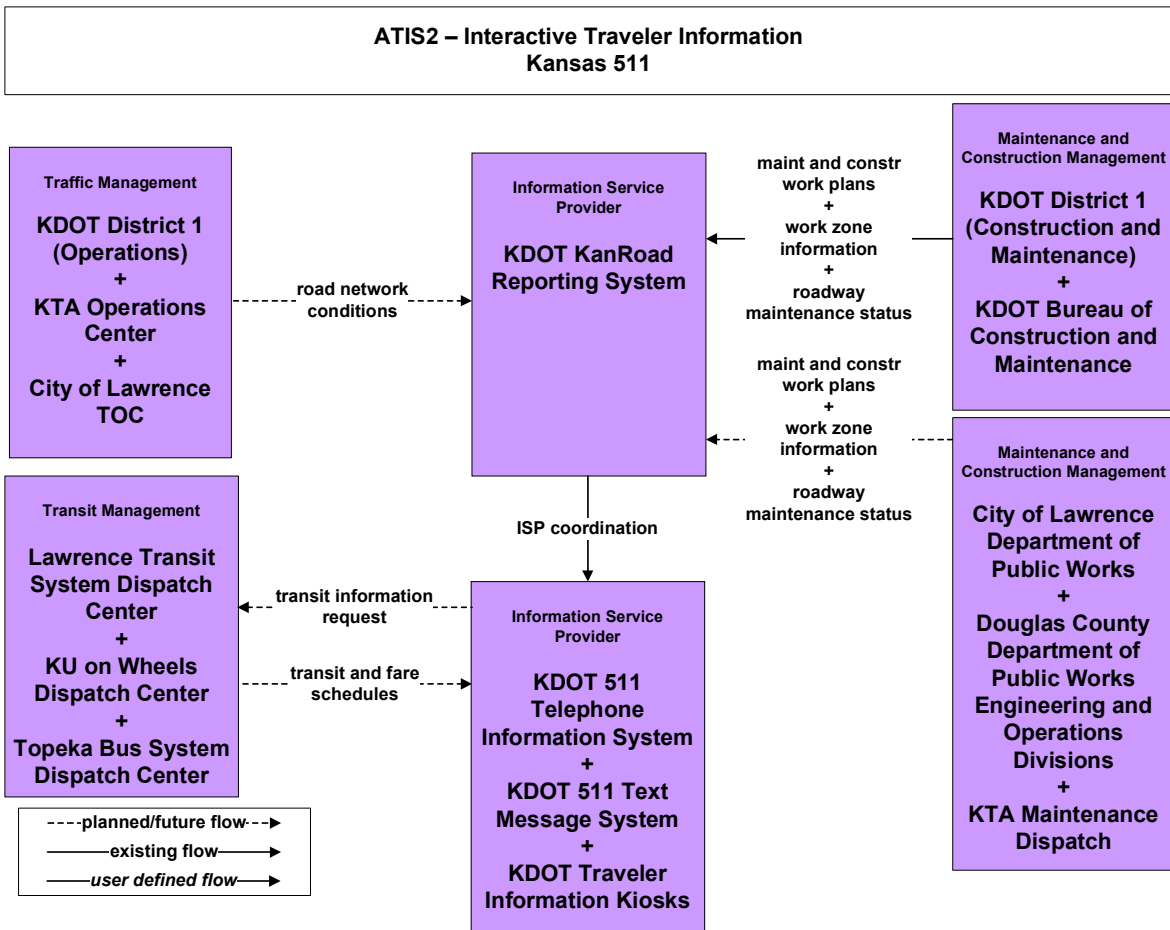 ATIS2 – Interactive Traveler Information
Kansas 511
Traffic Management
KDOT District 1
(Operations)
+
KTA Operations
Center
+
City of Lawrence
TOC
road network
conditions
Information Service
Provider
KDOT KanRoad
Reporting System
maint and constr
work plans
+
work zone
information
+
roadway
maintenance status
Maintenance and
Construction Management
KDOT District 1
(Construction and
Maintenance)
+
KDOT Bureau of
Construction and
Maintenance
maint and constr
work plans
+
work zone
information
+
roadway
maintenance status
Maintenance and
Construction Management
City of Lawrence
Department of
Public Works
+
Douglas County
Department of
Public Works
Engineering and
Operations
Divisions
+
KTA Maintenance
Dispatch
ISP coordination
Transit Management
Lawrence Transit
System Dispatch
Center
+
KU on Wheels
Dispatch Center
+
Topeka Bus System
Dispatch Center
transit information
request
transit and fare
schedules
Information Service
Provider
KDOT 511
Telephone
Information System
+
KDOT 511 Text
Message System
+
KDOT Traveler
Information Kiosks
planned/future flow
existing flow
user defined flow